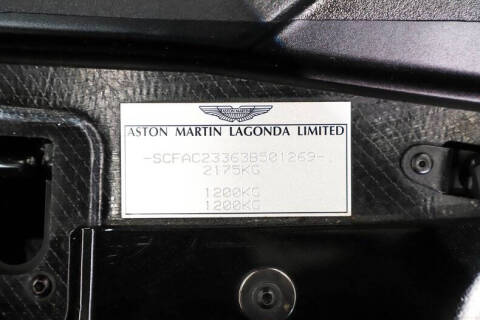 ASTON MARTIN LAGONDA LIMITED
-SCFAC23363B501269-
2175KG
1200KG
1200KG